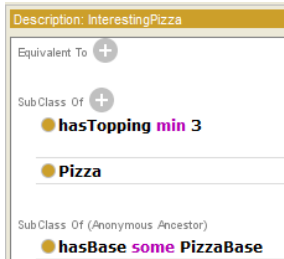 Description: InterestingPizza
Equivalent To
SubClass Of
hasTopping min 3
Pizza
SubClass Of (Anonymous Ancestor)
hasBase some PizzaBase